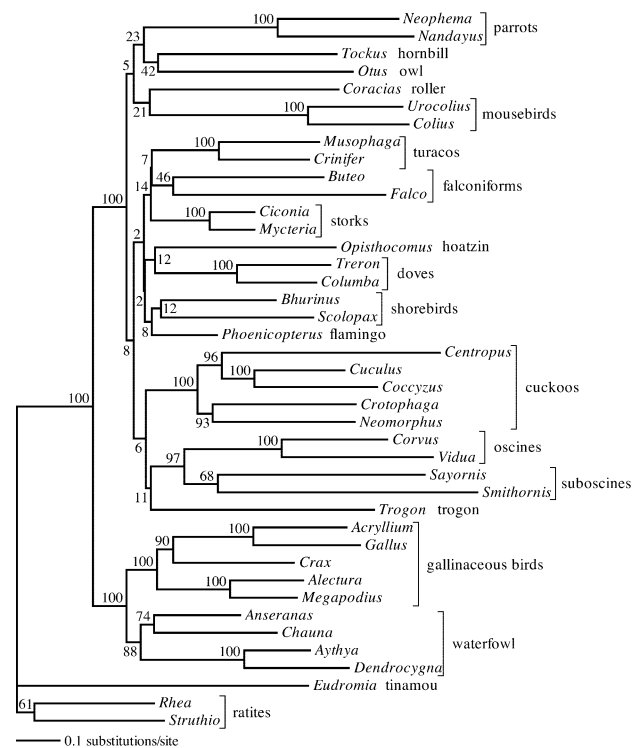 100 Neophema
23 Nandayus parrots
Tockus hornbill
5 42 Otus owl
Coracias roller
21 100 Urocolius
Colius mousebirds
100 Musophaga
7 Crinifer turacos
14 46 Buteo
Falco falconiforms
100 100 Ciconia
Mycteria storks
2 Opisthocomus hoatzin
12 100 Treron
Columba doves
2 12 Bhurinus
Scolopax shorebirds
8 Phoenicopterus flamingo
8 96 Centropus
100 100 Cuculus
Coccyzus cuckoos
100 Crotophaga
93 Neomorphus
6 97 100 Corvus
Vidua oscines
68 Sayornis
Smithornis suboscines
11 Trogon trogon
100 Acryllium
90 Gallus
100 Crax gallinaceous birds
100 Alectura
100 Megapodius
74 Anseranas
Chauna waterfowl
88 100 Aythya
Dendrocygna
Eudromia tinamou
61 Rhea
Struthio ratites
0.1 substitutions/site